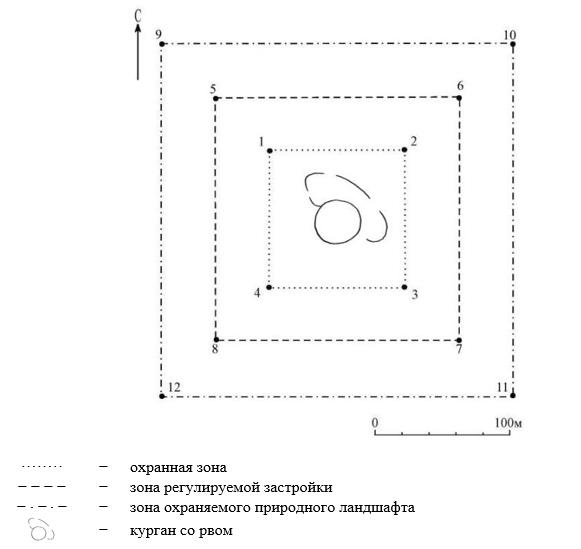 С
9 10
5 6
1 2
4 3
8 7
12 11
0 100м
– охранная зона
– зона регулируемой застройки
– зона охраняемого природного ландшафта
– курган со рвом